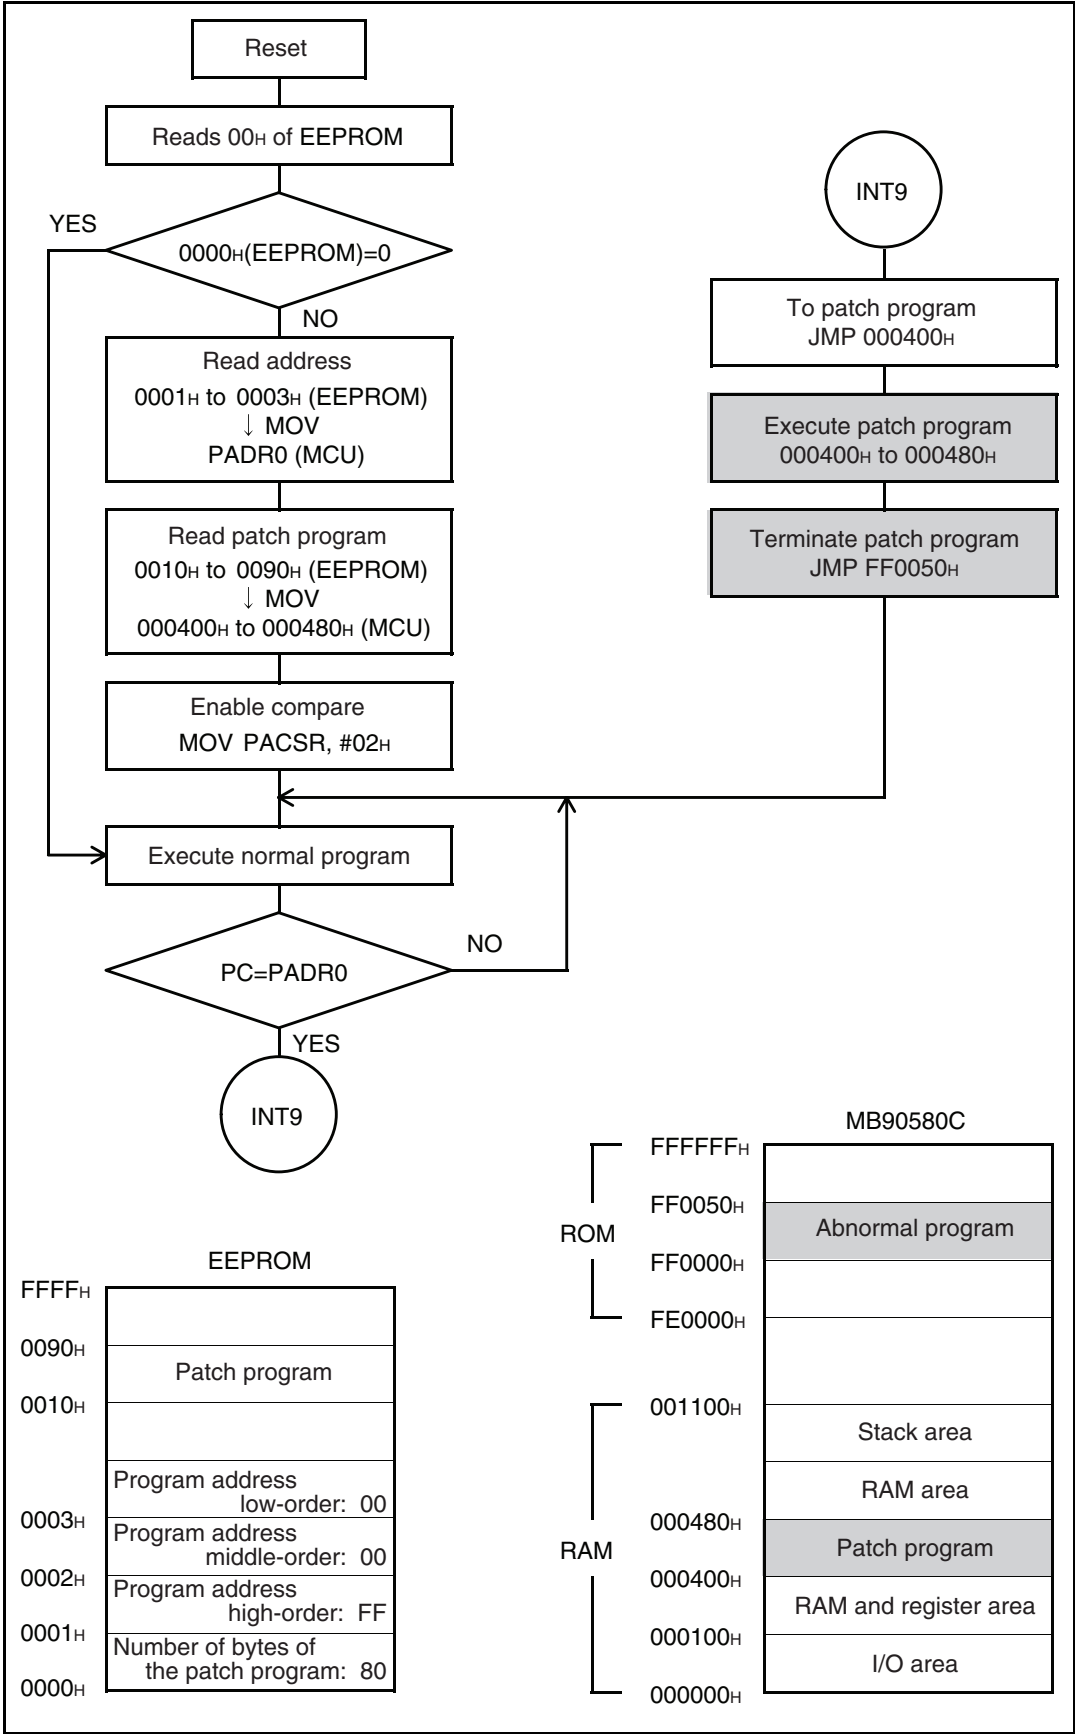 Reset
Reads 00H of EEPROM
YES
0000H(EEPROM)=0
NO
Read address
0001H to 0003H (EEPROM)
↓ MOV
PADR0 (MCU)
Read patch program
0010H to 0090H (EEPROM)
↓ MOV
000400H to 000480H (MCU)
Enable compare
MOV PACSR, #02H
Execute normal program
PC=PADR0
NO
YES
INT9
INT9
To patch program
JMP 000400H
Execute patch program
000400H to 000480H
Terminate patch program
JMP FF0050H
EEPROM
FFFFH
0090H
Patch program
0010H
Program address
low-order: 00
0003H
Program address
middle-order: 00
0002H
Program address
high-order: FF
0001H
Number of bytes of
the patch program: 80
0000H
MB90580C
FFFFFFH
FF0050H
ROM
Abnormal program
FF0000H
FE0000H
001100H
Stack area
RAM area
000480H
RAM
Patch program
000400H
RAM and register area
000100H
I/O area
000000H